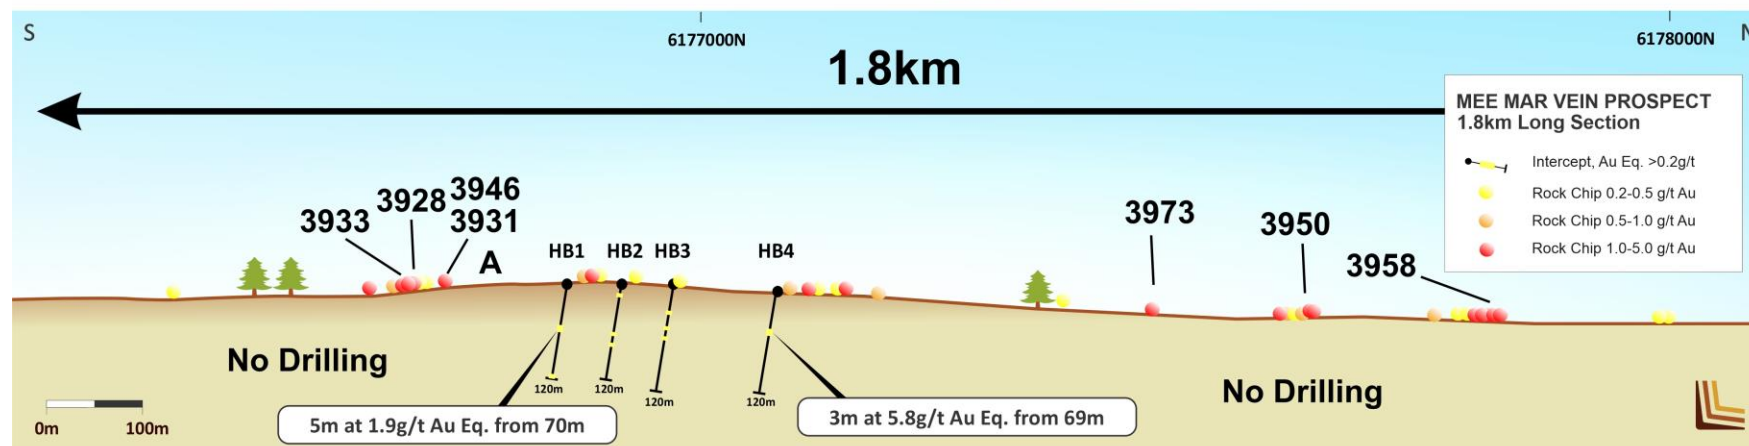 S
6177000N
6178000N
N
1.8km
MEE MAR VEIN PROSPECT
1.8km Long Section
Intercept, Au Eq. >0.2g/t
Rock Chip 0.2-0.5 g/t Au
Rock Chip 0.5-1.0 g/t Au
Rock Chip 1.0-5.0 g/t Au
3933
3928
3946
3931
A
HB1
HB2
HB3
HB4
3973
3950
3958
No Drilling
120m
120m
120m
120m
No Drilling
0m
100m
5m at 1.9g/t Au Eq. from 70m
3m at 5.8g/t Au Eq. from 69m